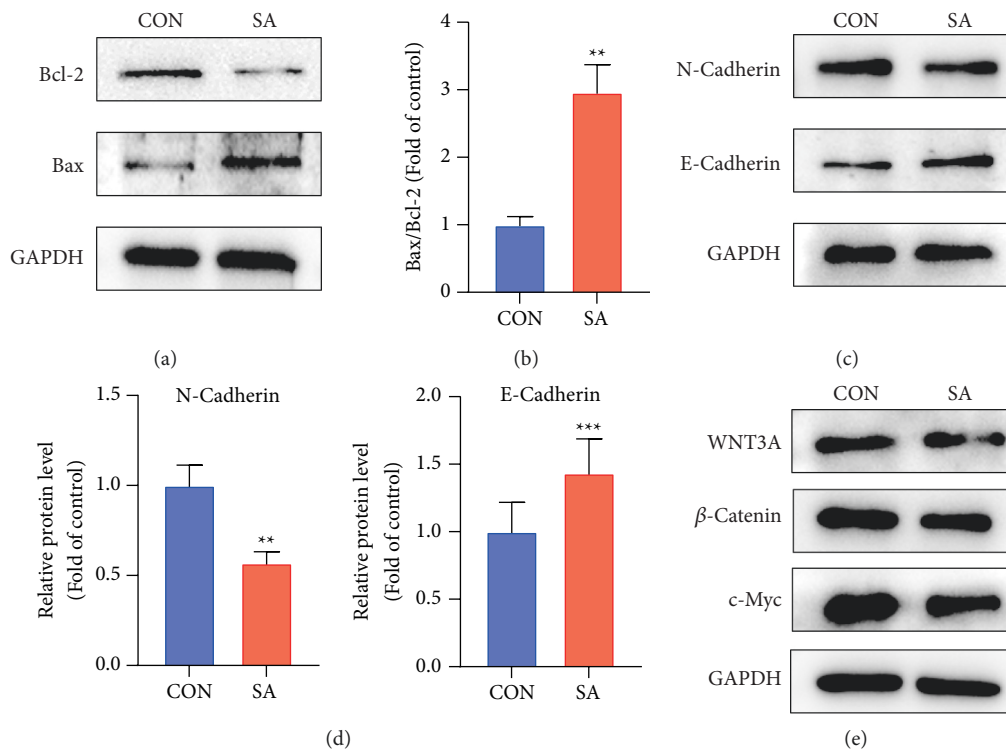 CON SA
Bcl-2
Bax
GAPDH
(a)
4
3
2
1
0
Bax/Bcl-2 (Fold of control)
**
CON
SA
(b)
CON SA
N-Cadherin
E-Cadherin
GAPDH
(c)
N-Cadherin
1.5
1.0
0.5
0.0
Relative protein level
(Fold of control)
**
CON
SA
E-Cadherin
2.0
1.5
1.0
0.5
0.0
Relative protein level
(Fold of control)
***
CON
SA
(d)
CON SA
WNT3A
β-Catenin
c-Myc
GAPDH
(e)